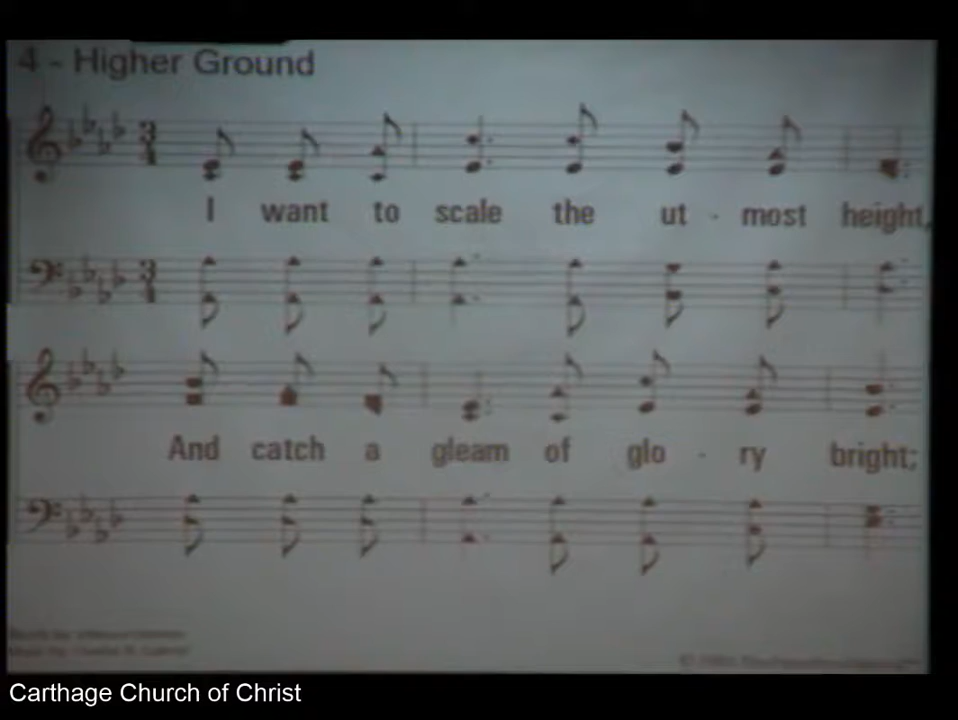 4 - Higher Ground
I want to scale the ut - most height,
And catch a gleam of glo - ry bright;
Carthage Church of Christ